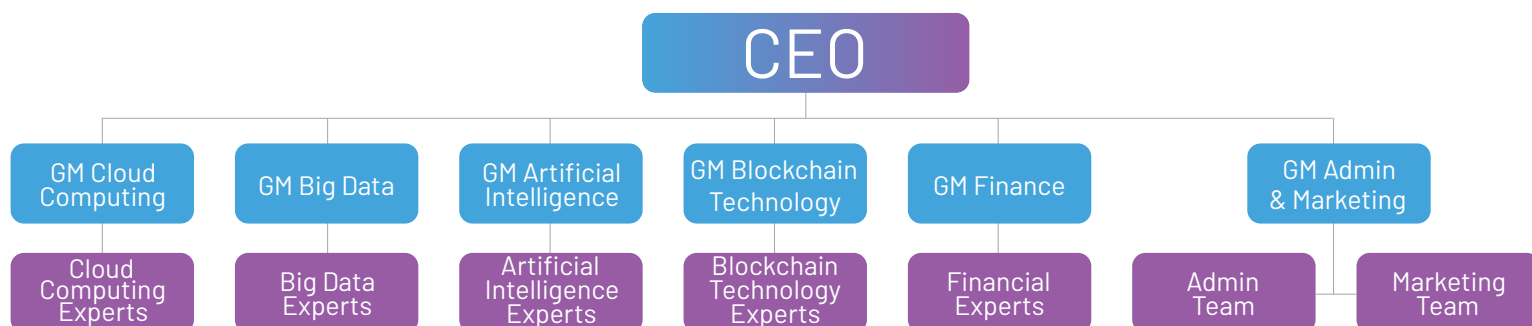 CEO
GM Cloud
Computing
GM Big Data
GM Artificial
Intelligence
GM Blockchain
Technology
GM Finance
GM Admin
& Marketing
Cloud
Computing
Experts
Big Data
Experts
Artificial
Intelligence
Experts
Blockchain
Technology
Experts
Financial
Experts
Admin
Team
Marketing
Team